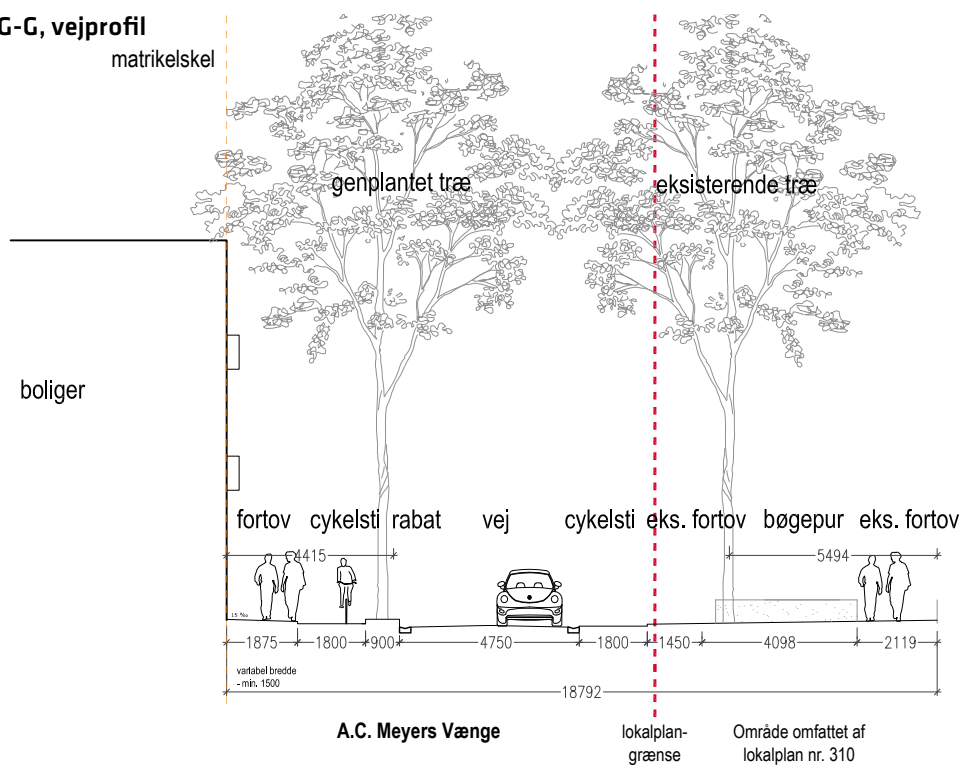 G-G, vejprofil
matrikelskel
genplantet træ
eksisterende træ
boliger
fortov cykelsti rabat vej cykelsti eks. fortov bøgepur eks. fortov
4415 5494
15 ‰
1875 1800 900 4750 1800 1450 4098 2119
variabel bredde
- min. 1500
18792
A.C. Meyers Vænge
lokalplan-
grænse
Område omfattet af
lokalplan nr. 310